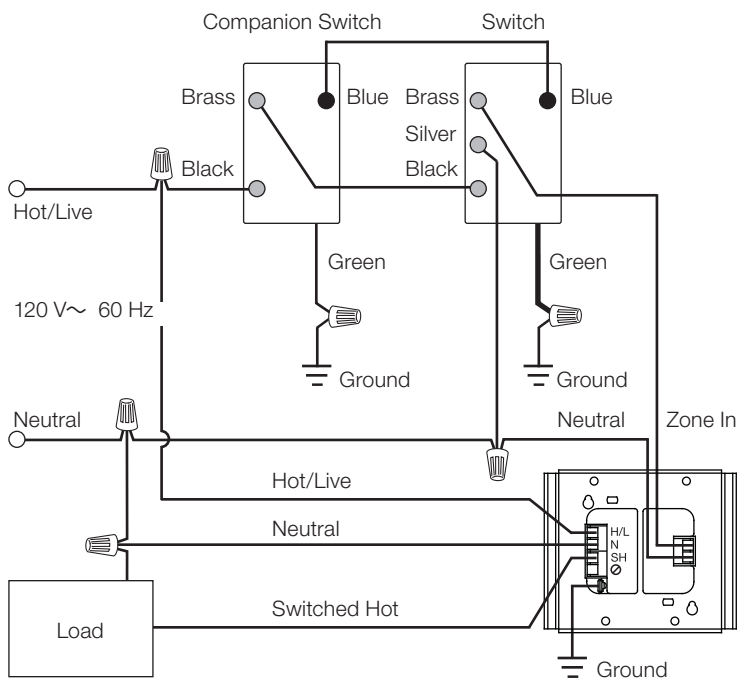 Companion Switch
Switch
Brass
Blue
Brass
Blue
Silver
Black
Black
Hot/Live
Green
Green
120 V~ 60 Hz
Ground
Ground
Neutral
Neutral
Zone In
Hot/Live
H/L
Neutral
N
SH
Switched Hot
Load
Ground